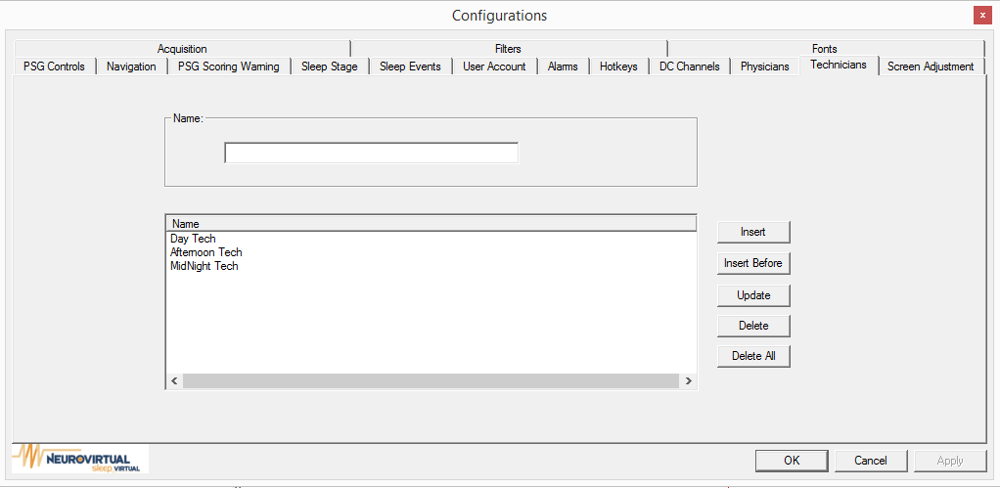 Configurations
x
Acquisition Filters Fonts
PSG Controls Navigation PSG Scoring Warning Sleep Stage Sleep Events User Account Alarms Hotkeys DC Channels Physicians Technicians Screen Adjustment
Name:
Name
Day Tech
Afternoon Tech
MidNight Tech
Insert
Insert Before
Update
Delete
Delete All
NEUROVIRTUAL
Sleep VIRTUAL
OK Cancel Apply